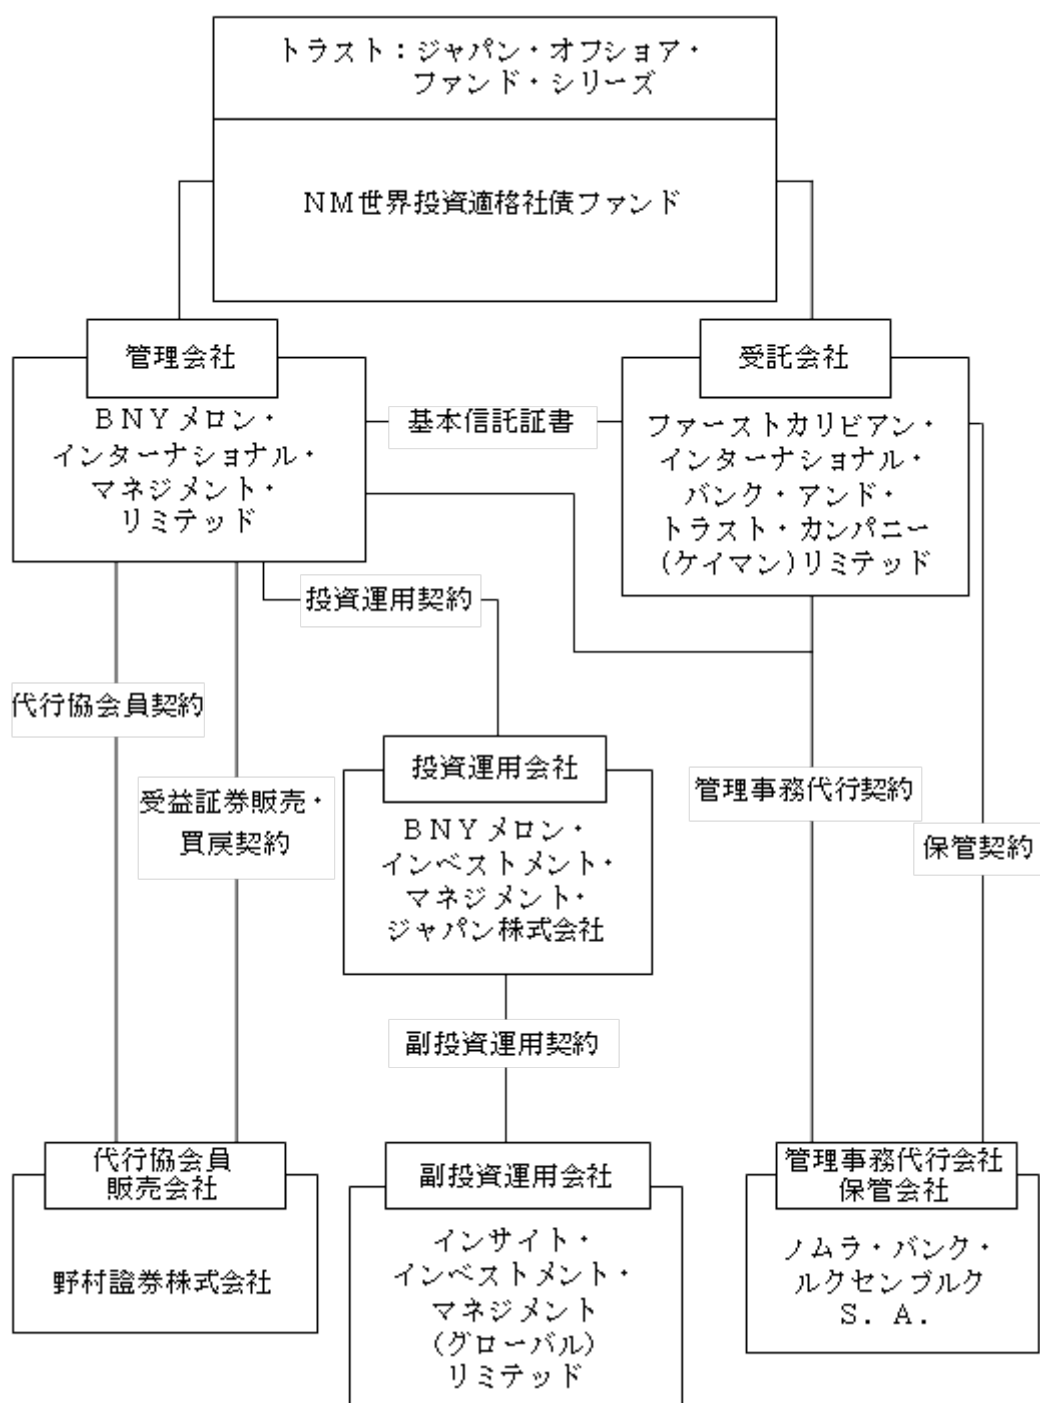 トラスト：ジャパン・オフショア・
ファンド・シリーズ
ＮＭ世界投資適格社債ファンド
管理会社
ＢＮＹメロン・
インターナショナル・
マネジメント・
リミテッド
基本信託証書
受託会社
ファーストカリビアン・
インターナショナル・
バンク・アンド・
トラスト・カンパニー
(ケイマン)リミテッド
投資運用契約
代行協会員契約
受益証券販売・
買戻契約
投資運用会社
ＢＮＹメロン・
インベストメント・
マネジメント・
ジャパン株式会社
管理事務代行契約
保管契約
副投資運用契約
代行協会員
販売会社
野村證券株式会社
副投資運用会社
インサイト・
インベストメント・
マネジメント
(グローバル)
リミテッド
管理事務代行会社
保管会社
ノムラ・バンク・
ルクセンブルク
Ｓ．Ａ．